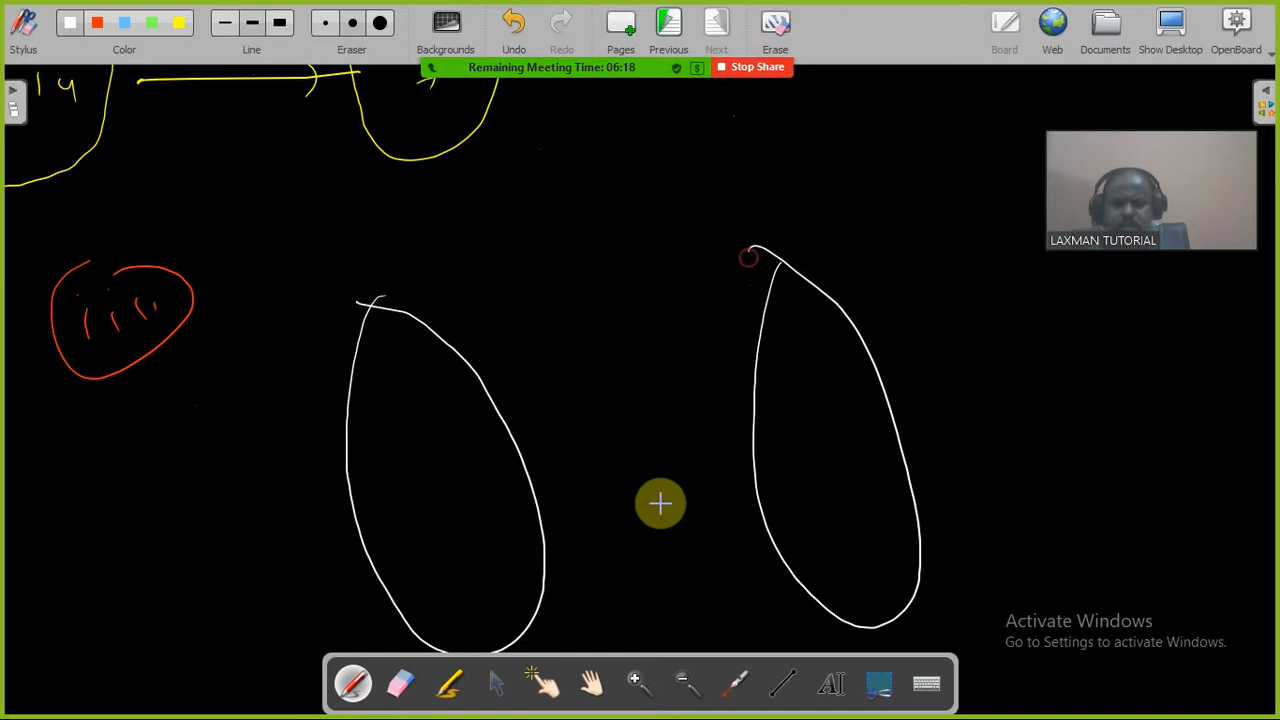 Stylus Color Line Eraser Backgrounds Undo Redo Pages Previous Next Erase Board Web Documents Show Desktop OpenBoard
Remaining Meeting Time: 06:18 Stop Share
14
LAXMAN TUTORIAL
Activate Windows
Go to Settings to activate Windows.